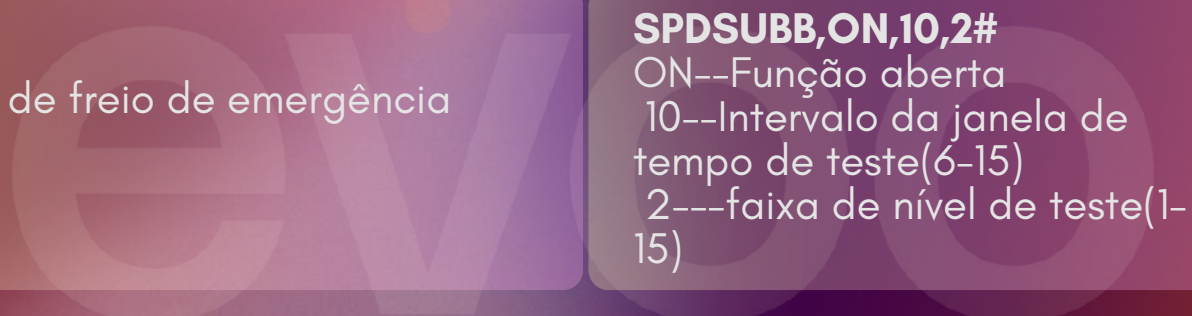 de freio de emergência
SPDSUBB,ON,10,2#
ON--Função aberta
10--Intervalo da janela de
tempo de teste(6-15)
2---faixa de nível de teste(1-
15)
evoo